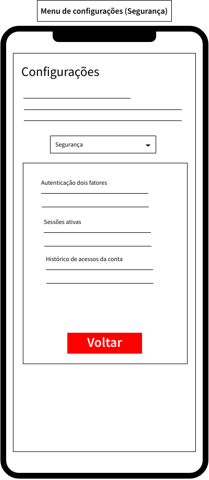 Menu de configurações (Segurança)
Configurações
Segurança
Autenticação dois fatores
Sessões ativas
Histórico de acessos da conta
Voltar